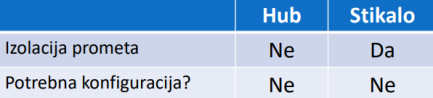 Hub Stikalo
Izolacija prometa Ne Da
Potrebna konfiguracija? Ne Ne